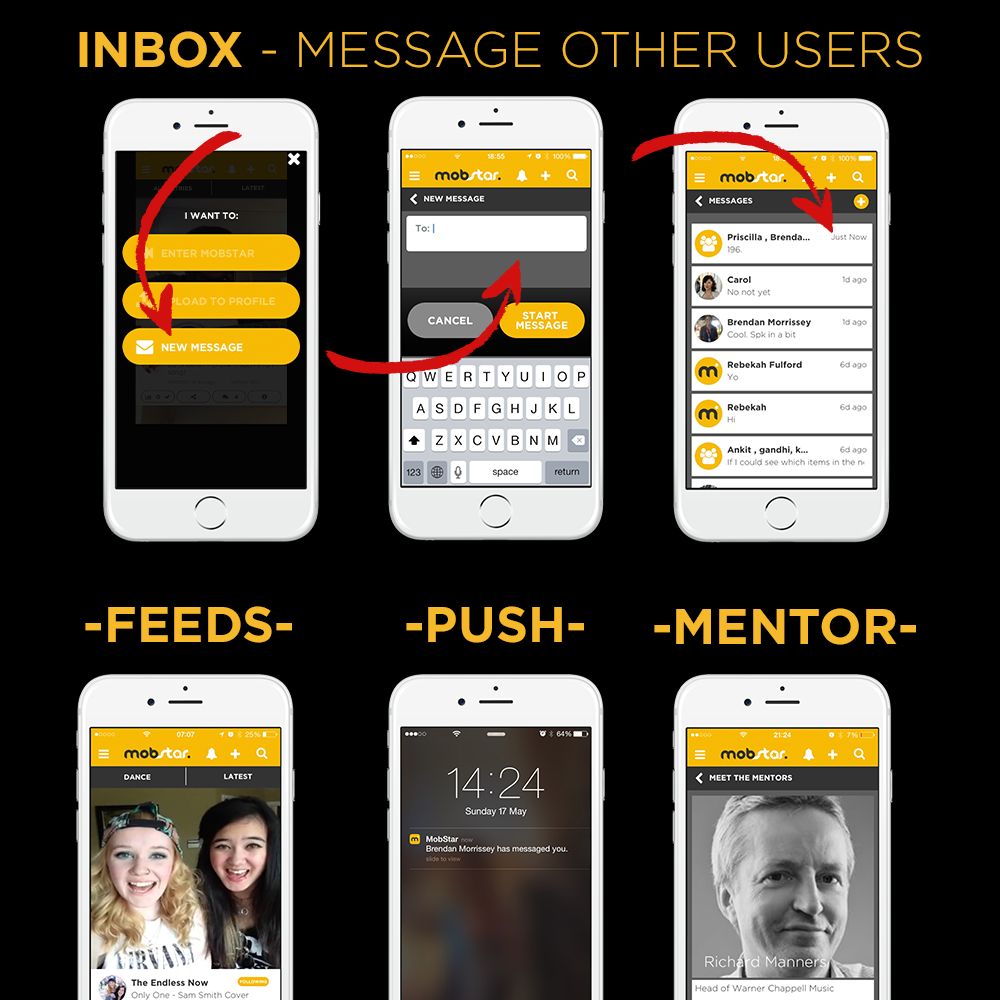 INBOX - MESSAGE OTHER USERS
LATEST
I WANT TO:
ENTER MOBSTAR
UPLOAD TO PROFILE
NEW MESSAGE
18:55 100%
mobstar.
NEW MESSAGE
To:
CANCEL
START
MESSAGE
Q W E R T Y U I O P
A S D F G H J K L
Z X C V B N M
123 space return
100%
mobstar.
MESSAGES
Priscilla , Brenda... Just Now
196.
Carol 1d ago
No not yet
Brendan Morrissey 1d ago
Cool. Spk in a bit
Rebekah Fulford 6d ago
Yo
Rebekah 6d ago
Hi
Ankit , gandhi, k... 6d ago
If I could see which items in the n
-FEEDS-
-PUSH-
-MENTOR-
07:07 25%
mobstar.
DANCE LATEST
NIRVANA
The Endless Now FOLLOWING
Only One - Sam Smith Cover
64%
14:24
Sunday 17 May
MobStar now
Brendan Morrissey has messaged you.
slide to view
21:24 7%
mobstar.
MEET THE MENTORS
Richard Manners
Head of Warner Chappell Music